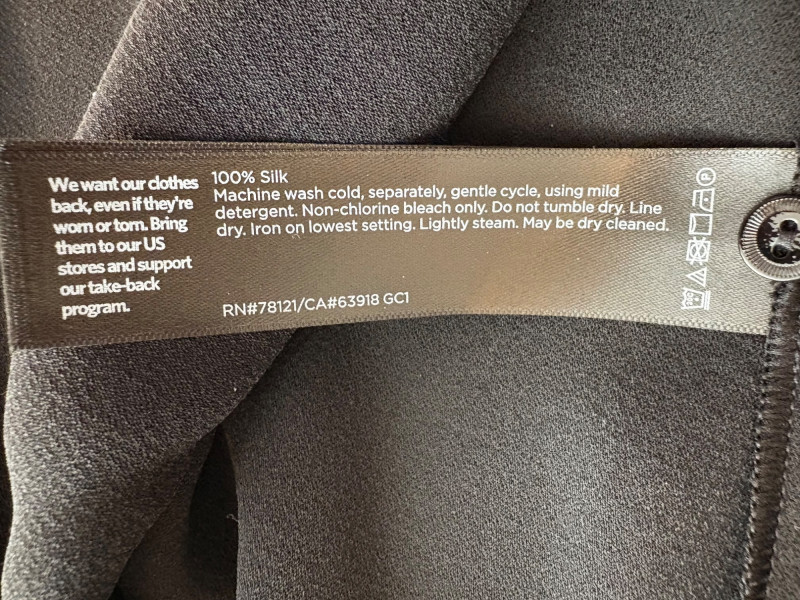 We want our clothes
back, even if they're
worn or torn. Bring
them to our US
stores and support
our take-back
program.
100% Silk
Machine wash cold, separately, gentle cycle, using mild
detergent. Non-chlorine bleach only. Do not tumble dry. Line
dry. Iron on lowest setting. Lightly steam. May be dry cleaned.
RN#78121/CA#63918 GC1
P